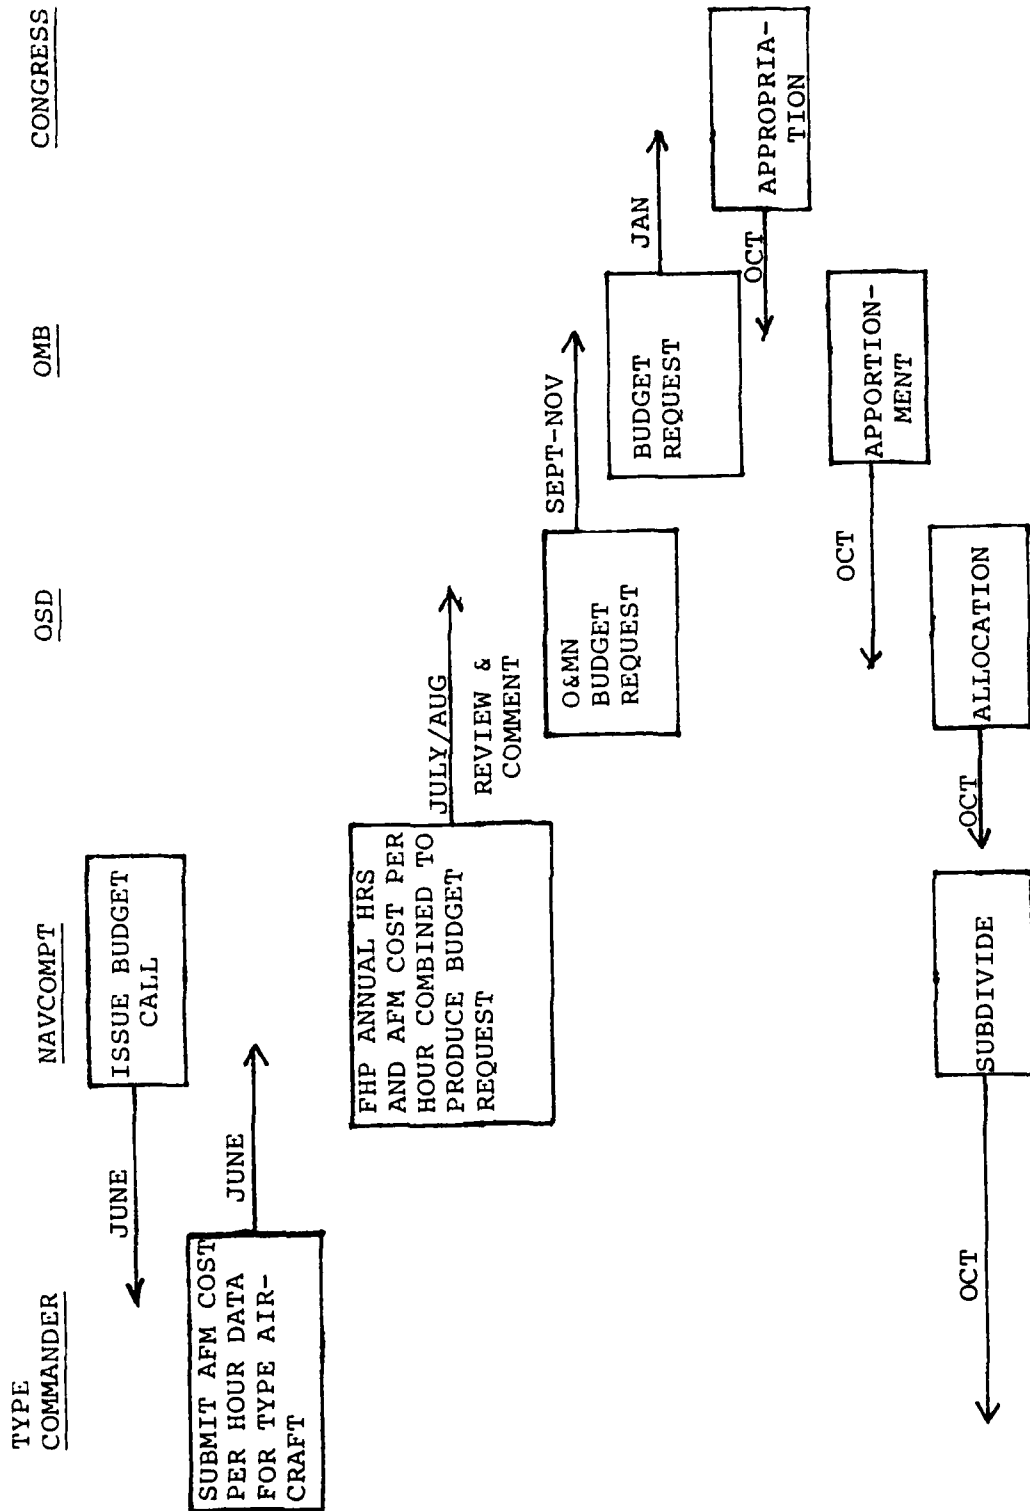 TYPE
COMMANDER
NAVCOMPT
OSD
OMB
CONGRESS
ISSUE BUDGET
CALL
JUNE
SUBMIT AFM COST
PER HOUR DATA
FOR TYPE AIR-
CRAFT
JUNE
FHP ANNUAL HRS
AND AFM COST PER
HOUR COMBINED TO
PRODUCE BUDGET
REQUEST
JULY/AUG
REVIEW &
COMMENT
O&MN
BUDGET
REQUEST
SEPT-NOV
BUDGET
REQUEST
JAN
APPROPRIA-
TION
OCT
APPORTION-
MENT
OCT
ALLOCATION
OCT
SUBDIVIDE
OCT